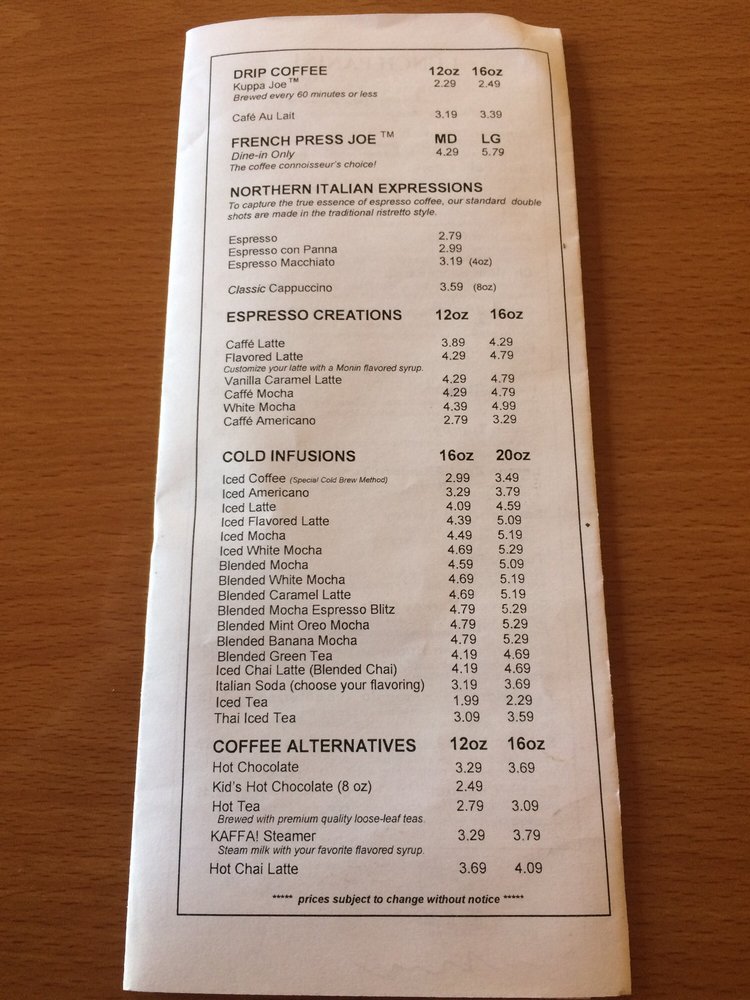 DRIP COFFEE 12oz 16oz
Kuppa Joe™ 2.29 2.49
Brewed every 60 minutes or less
Café Au Lait 3.19 3.39
FRENCH PRESS JOE ™ MD LG
Dine-in Only 4.29 5.79
The coffee connoisseur's choice!
NORTHERN ITALIAN EXPRESSIONS
To capture the true essence of espresso coffee, our standard double
shots are made in the traditional ristretto style.
Espresso 2.79
Espresso con Panna 2.99
Espresso Macchiato 3.19 (4oz)
Classic Cappuccino 3.59 (8oz)
ESPRESSO CREATIONS 12oz 16oz
Caffé Latte 3.89 4.29
Flavored Latte 4.29 4.79
Customize your latte with a Monin flavored syrup.
Vanilla Caramel Latte 4.29 4.79
Caffé Mocha 4.29 4.79
White Mocha 4.39 4.99
Caffé Americano 2.79 3.29
COLD INFUSIONS 16oz 20oz
Iced Coffee (Special Cold Brew Method) 2.99 3.49
Iced Americano 3.29 3.79
Iced Latte 4.09 4.59
Iced Flavored Latte 4.39 5.09
Iced Mocha 4.49 5.19
Iced White Mocha 4.69 5.29
Blended Mocha 4.59 5.09
Blended White Mocha 4.69 5.19
Blended Caramel Latte 4.69 5.19
Blended Mocha Espresso Blitz 4.79 5.29
Blended Mint Oreo Mocha 4.79 5.29
Blended Banana Mocha 4.79 5.29
Blended Green Tea 4.19 4.69
Iced Chai Latte (Blended Chai) 4.19 4.69
Italian Soda (choose your flavoring) 3.19 3.69
Iced Tea 1.99 2.29
Thai Iced Tea 3.09 3.59
COFFEE ALTERNATIVES 12oz 16oz
Hot Chocolate 3.29 3.69
Kid's Hot Chocolate (8 oz) 2.49
Hot Tea 2.79 3.09
Brewed with premium quality loose-leaf teas.
KAFFA! Steamer 3.29 3.79
Steam milk with your favorite flavored syrup.
Hot Chai Latte 3.69 4.09
***** prices subject to change without notice *****